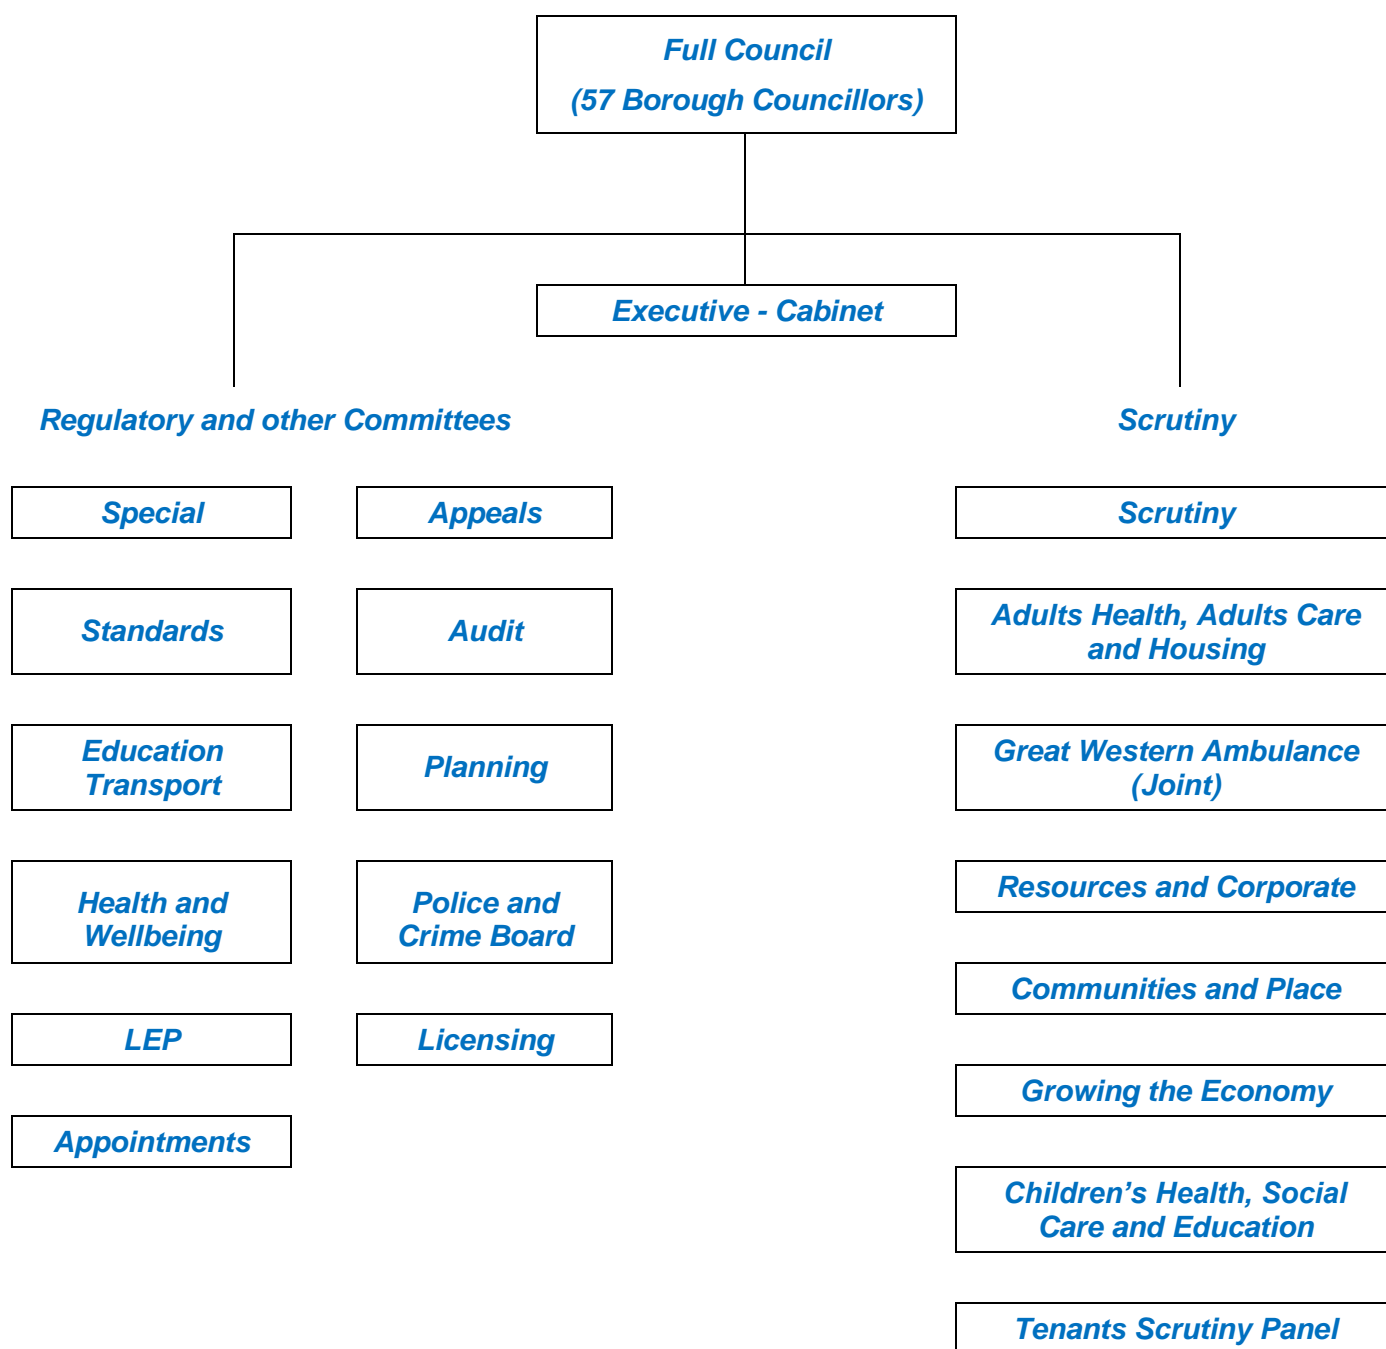 Full Council
(57 Borough Councillors)
Executive - Cabinet
Regulatory and other Committees
Scrutiny
Special
Appeals
Scrutiny
Standards
Audit
Adults Health, Adults Care
and Housing
Education
Transport
Planning
Great Western Ambulance
(Joint)
Health and
Wellbeing
Police and
Crime Board
Resources and Corporate
Communities and Place
LEP
Licensing
Growing the Economy
Appointments
Children’s Health, Social
Care and Education
Tenants Scrutiny Panel